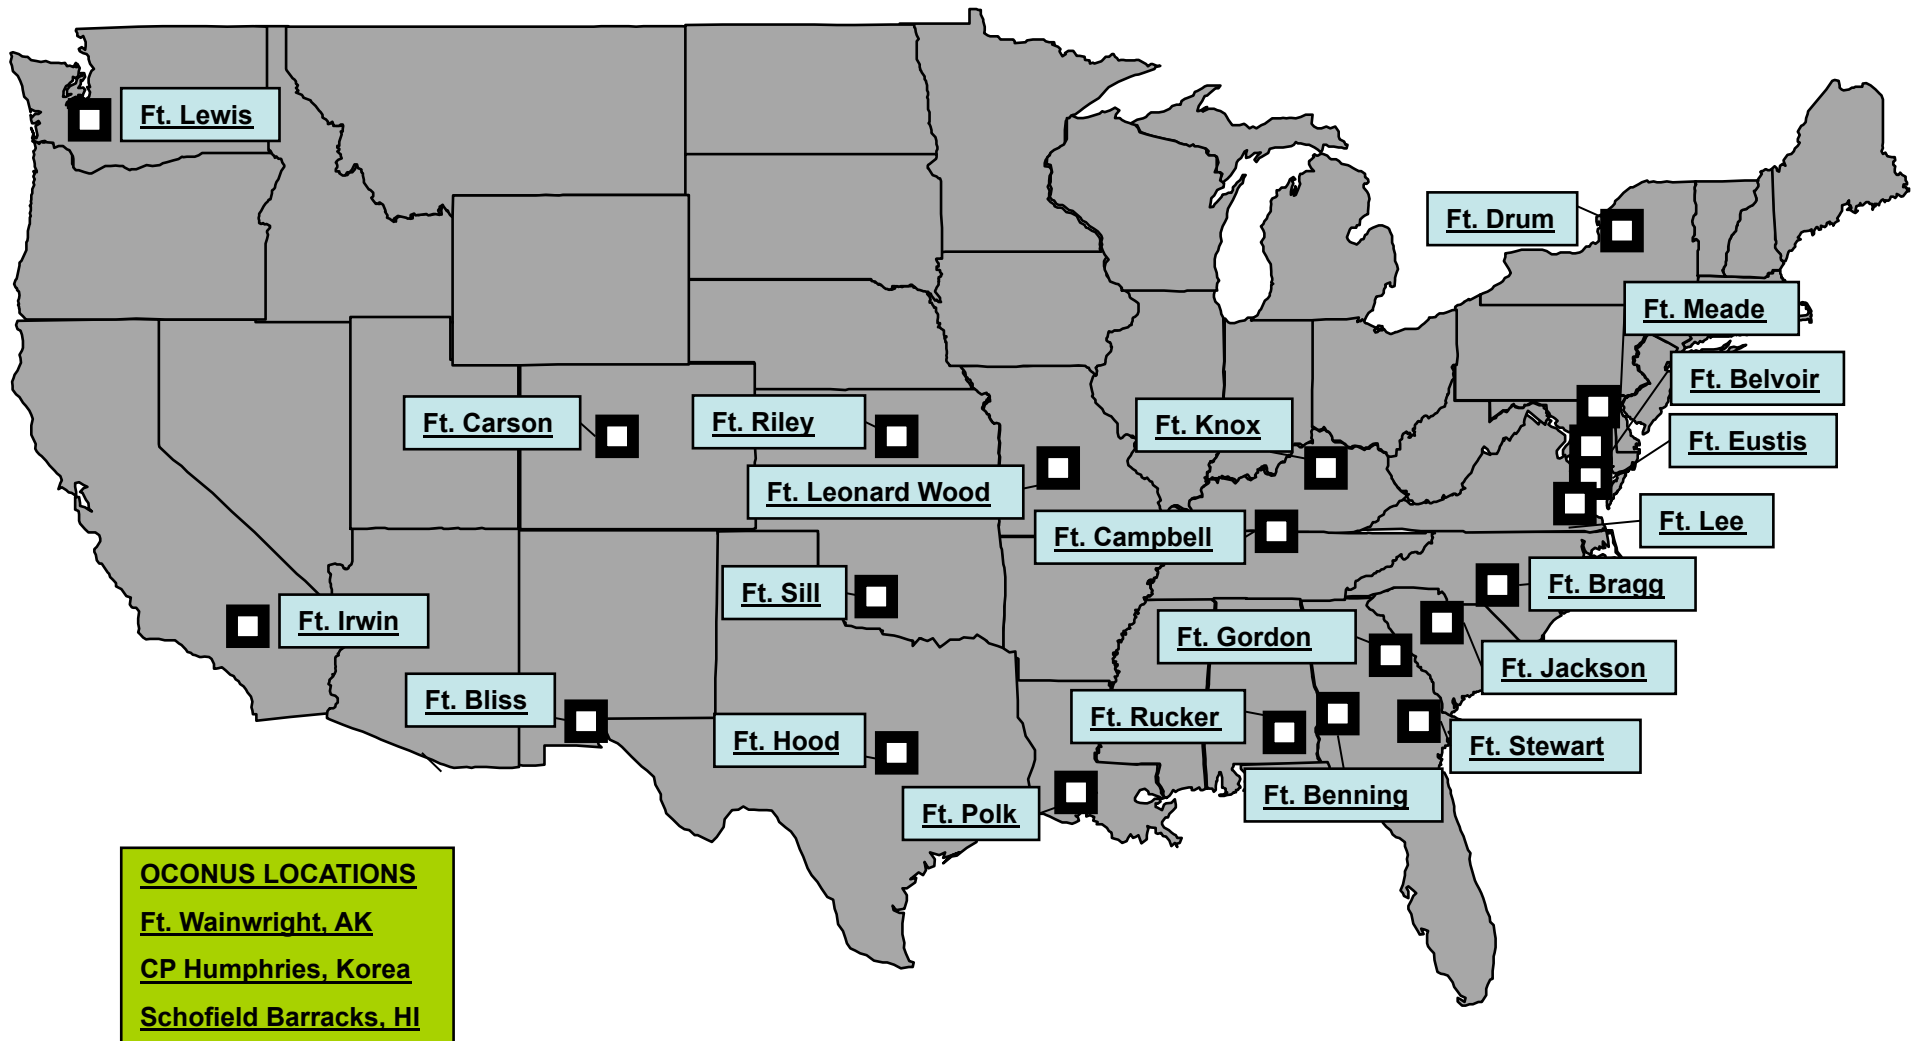 Ft. Lewis
Ft. Drum
Ft. Meade
Ft. Belvoir
Ft. Carson
Ft. Riley
Ft. Knox
Ft. Eustis
Ft. Leonard Wood
Ft. Lee
Ft. Campbell
Ft. Bragg
Ft. Sill
Ft. Irwin
Ft. Gordon
Ft. Jackson
Ft. Bliss
Ft. Rucker
Ft. Hood
Ft. Stewart
Ft. Benning
Ft. Polk
OCONUS LOCATIONS
Ft. Wainwright, AK
CP Humphries, Korea
Schofield Barracks, HI